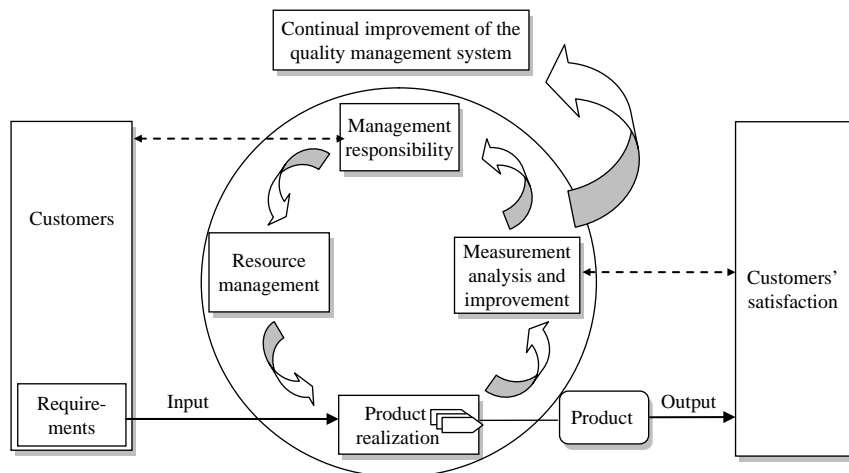 Continual improvement of the
quality management system
Management
responsibility
Customers
Resource
management
Measurement
analysis and
improvement
Customers’
satisfaction
Require-
ments
Input
Product
realization
Product
Output